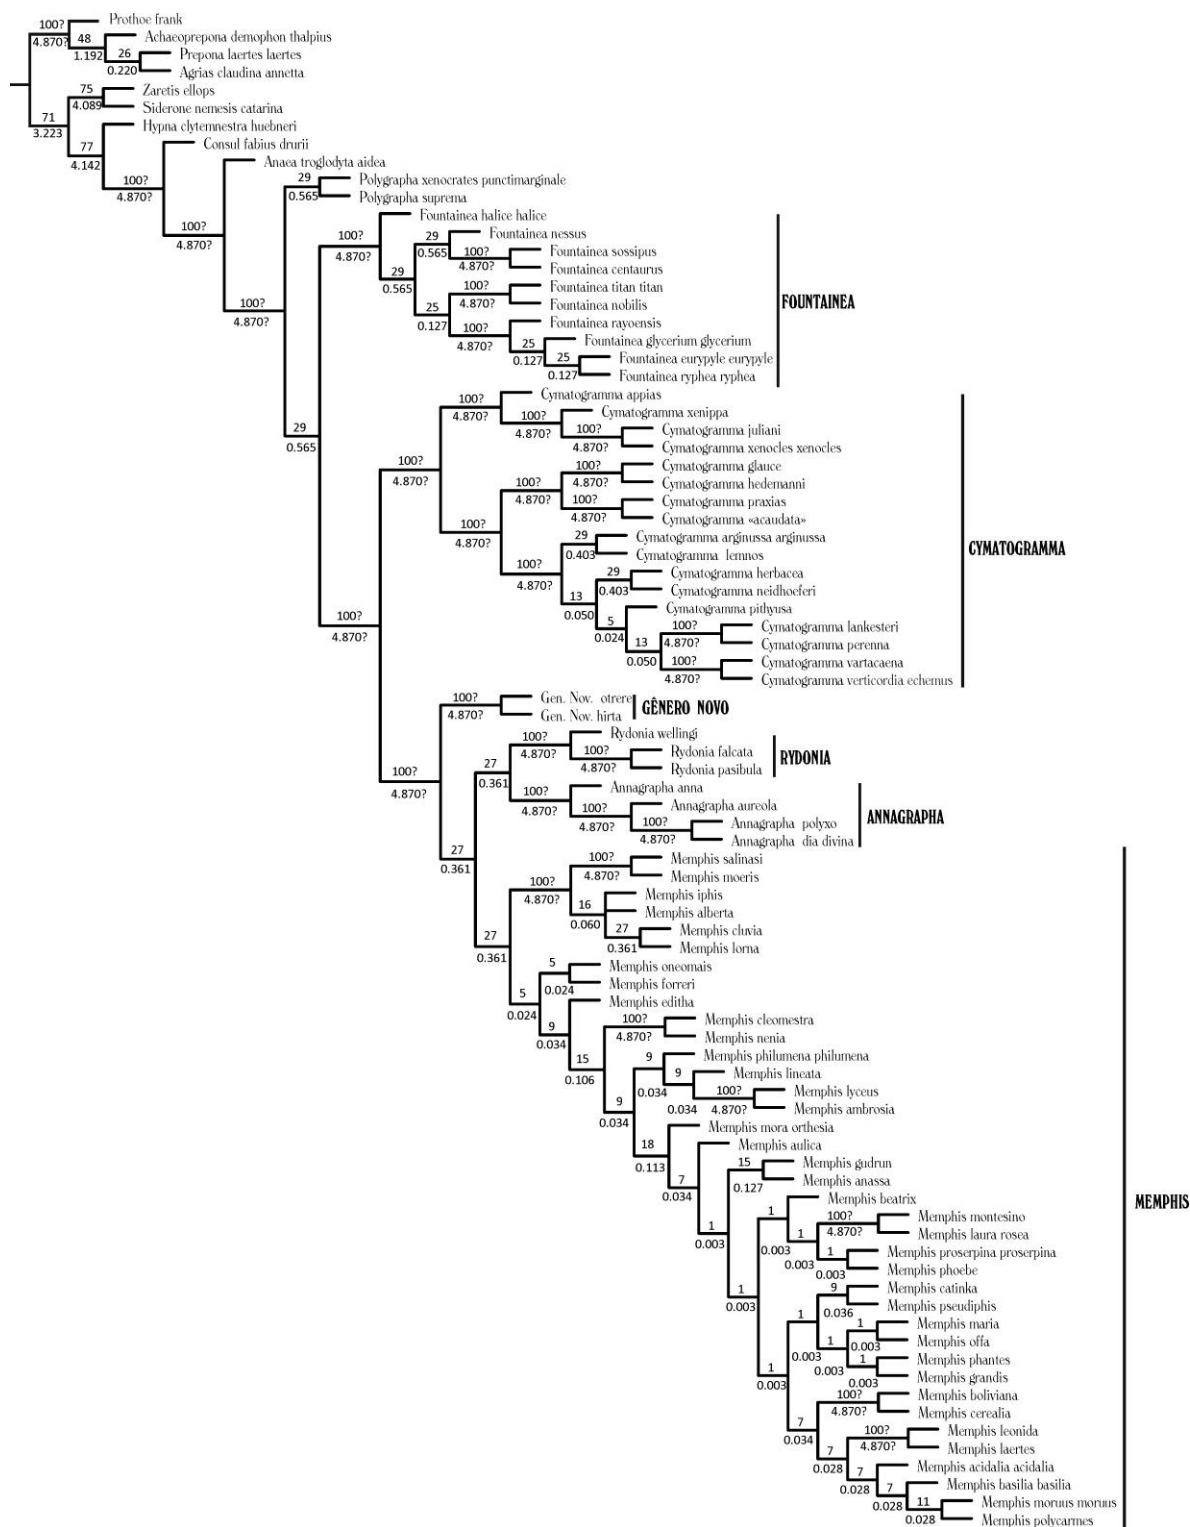 100?
Prothoe frank
4.870?
48
Achaeoprepona demophon thalpius
1.192
26
Prepona laertes laertes
0.220
Agrias claudina annetta
75
Zaretis ellops
4.089
Siderone nemesis catarina
71
3.223
Hypna clytemnestra huebneri
77
4.142
Consul fabius drurii
100?
4.870?
Anaea troglodyta aidea
100?
4.870?
29
Polygrapha xenocrates punctimarginale
0.565
Polygrapha suprema
100?
4.870?
29
0.565
100?
4.870?
Fountainea halice halice
29
0.565
29
Fountainea nessus
0.565
100?
Fountainea sossipus
4.870?
Fountainea centaurus
25
0.127
100?
Fountainea titan titan
4.870?
Fountainea nobilis
100?
4.870?
Fountainea rayoensis
25
Fountainea glycerium glycerium
0.127
25
Fountainea eurypyle eurypyle
0.127
Fountainea ryphea ryphea
FOUNTAINEA
100?
4.870?
100?
4.870?
100?
Cymatogramma appias
4.870?
100?
Cymatogramma xenippa
4.870?
100?
Cymatogramma juliani
4.870?
Cymatogramma xenocles xenocles
100?
4.870?
100?
4.870?
100?
Cymatogramma glauce
4.870?
Cymatogramma hedemanni
100?
Cymatogramma praxias
4.870?
Cymatogramma «acaudata»
100?
4.870?
29
Cymatogramma arginussa arginussa
0.403
Cymatogramma lemnos
13
0.050
29
Cymatogramma herbacea
0.403
Cymatogramma neidhoeferi
5
Cymatogramma pithyusa
0.024
13
0.050
100?
Cymatogramma lankesteri
4.870?
Cymatogramma perenna
100?
Cymatogramma vartacaena
4.870?
Cymatogramma verticordia echemus
CYMATOGRAMMA
100?
4.870?
100?
Gen. Nov. otrere
4.870?
Gen. Nov. hirta
GÊNERO NOVO
27
0.361
27
0.361
100?
Rydonia wellingi
4.870?
100?
Rydonia falcata
4.870?
Rydonia pasibula
RYDONIA
100?
Annagrapha anna
4.870?
100?
Annagrapha aureola
4.870?
100?
Annagrapha polyxo
4.870?
Annagrapha dia divina
ANNAGRAPHA
27
0.361
100?
4.870?
100?
Memphis salinasi
4.870?
Memphis moeris
16
0.060
Memphis iphis
Memphis alberta
27
Memphis cluvia
0.361
Memphis lorna
5
0.024
5
Memphis oneomais
0.024
Memphis forreri
9
Memphis editha
0.034
15
0.106
100?
Memphis cleomestra
4.870?
Memphis nenia
9
0.034
9
Memphis philumena philumena
0.034
9
Memphis lineata
0.034
100?
Memphis lyceus
4.870?
Memphis ambrosia
18
Memphis mora orthesia
0.113
7
Memphis aulica
0.034
1
0.003
15
Memphis gudrun
0.127
Memphis anassa
1
0.003
1
Memphis beatrix
0.003
1
0.003
100?
Memphis montesino
4.870?
Memphis laura rosea
1
Memphis proserpina proserpina
0.003
Memphis phoebe
1
0.003
1
0.003
9
Memphis catinka
0.036
Memphis pseudiphis
1
0.003
1
Memphis maria
0.003
Memphis offa
1
Memphis phantes
0.003
Memphis grandis
7
0.034
100?
Memphis boliviana
4.870?
Memphis cerealia
7
0.028
100?
Memphis leonida
4.870?
Memphis laertes
7
Memphis acidalia acidalia
0.028
7
Memphis basilia basilia
0.028
11
Memphis moruus moruus
0.028
Memphis polycarmes
MEMPHIS